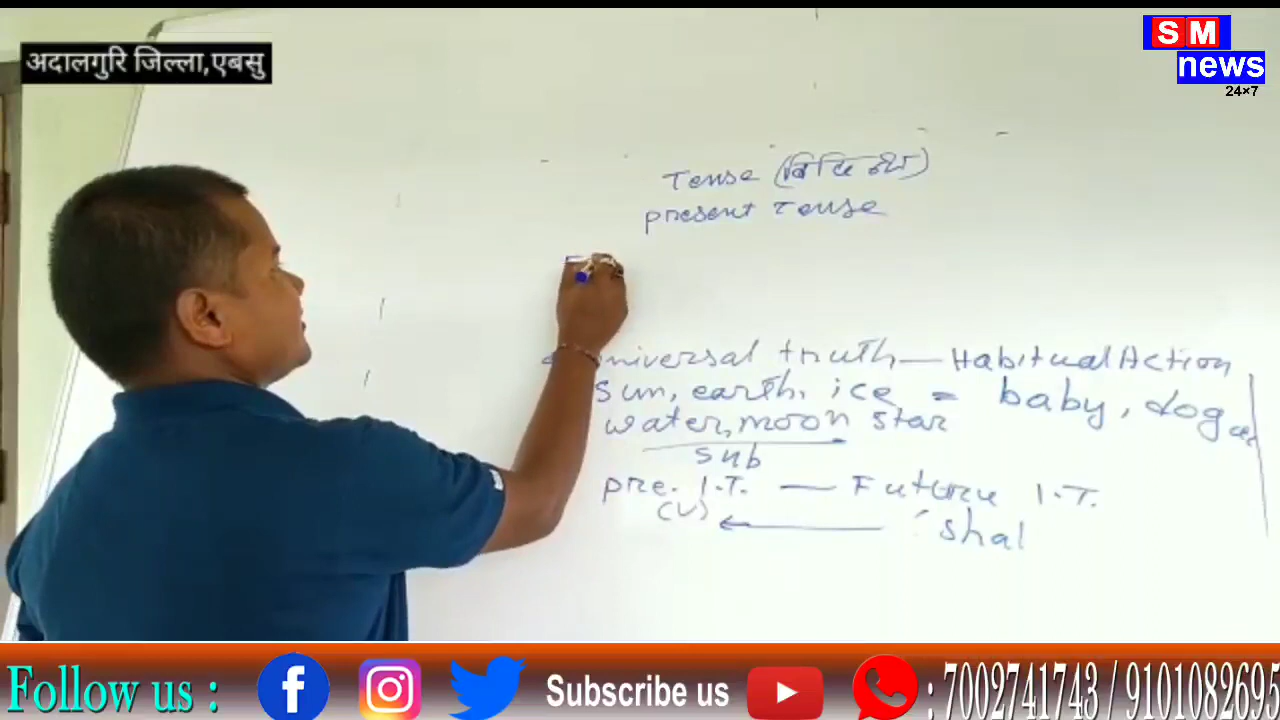 अदालगुरि जिल्ला,एबसु
SM
news
24×7
Tense
present Tense
universal truth — Habitual Action
sun, earth, ice = baby, dog
water, moon star
sub
pre. I.T. — Future I.T.
(V) ← shal
Follow us : Subscribe us : 7002741743 / 9101082695